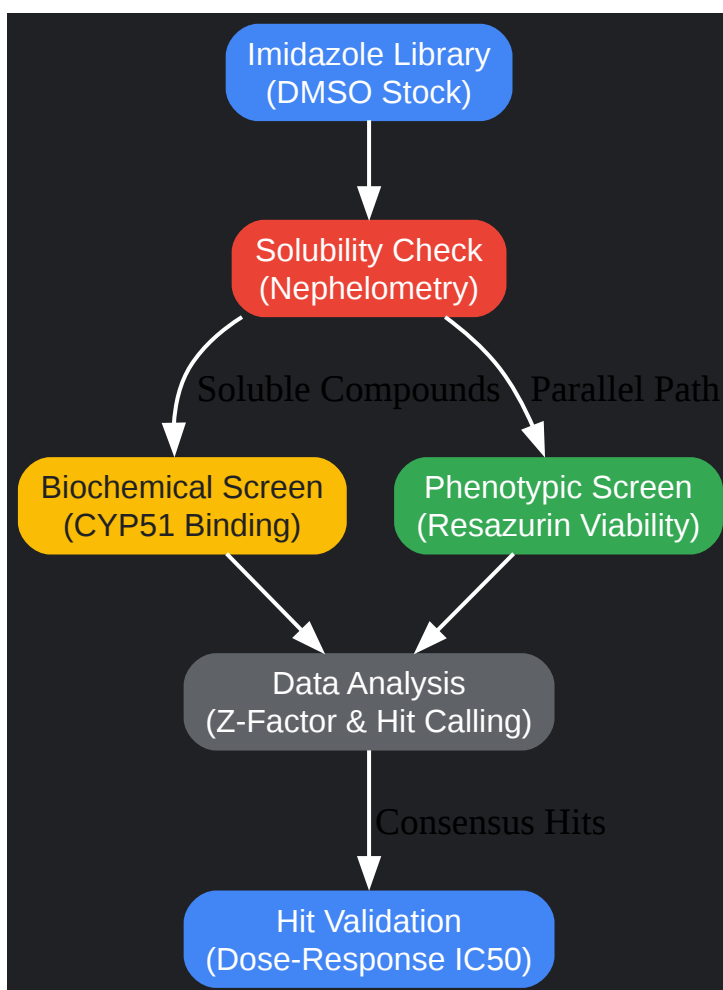 Imidazole Library
(DMSO Stock)
Solubility Check
(Nephelometry)
Soluble Compounds
Parallel Path
Biochemical Screen
(CYP51 Binding)
Phenotypic Screen
(Resazurin Viability)
Data Analysis
(Z-Factor & Hit Calling)
Consensus Hits
Hit Validation
(Dose-Response IC50)